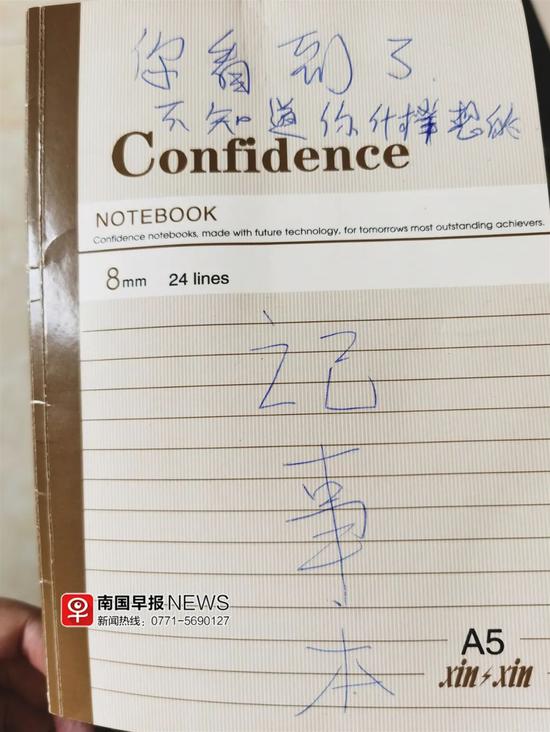 你看到了
不知道你什样想的
Confidence
NOTEBOOK
Confidence notebooks, made with future technology, for tomorrows most outstanding achievers.
8mm 24 lines
记
事
本
南国早报NEWS
新闻热线：0771-5690127
A5
xin xin